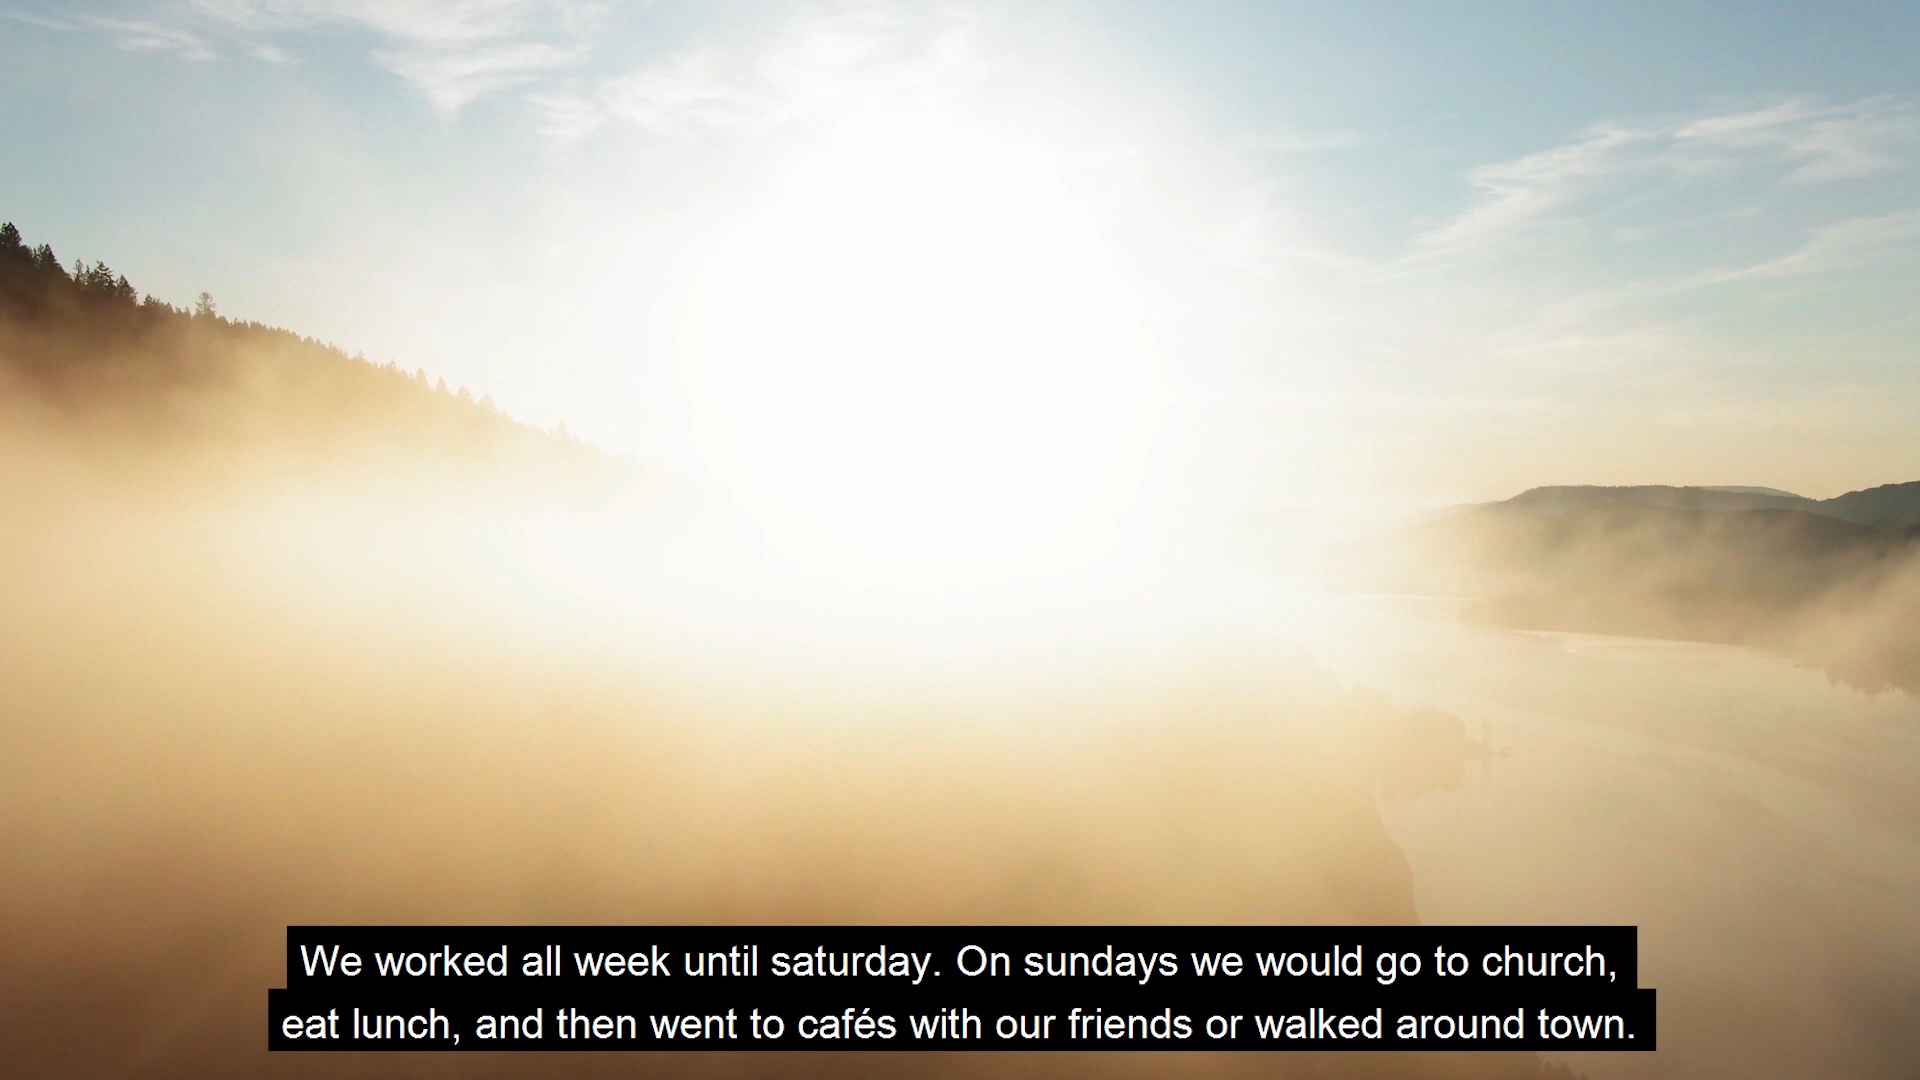 We worked all week until saturday. On sundays we would go to church,
eat lunch, and then went to cafés with our friends or walked around town.